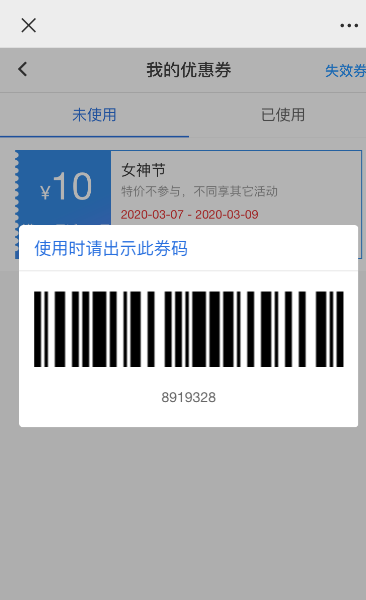 我的优惠券
失效券
未使用
已使用
¥10
女神节
特价不参与，不同享其它活动
2020-03-07 - 2020-03-09
使用时请出示此券码
8919328